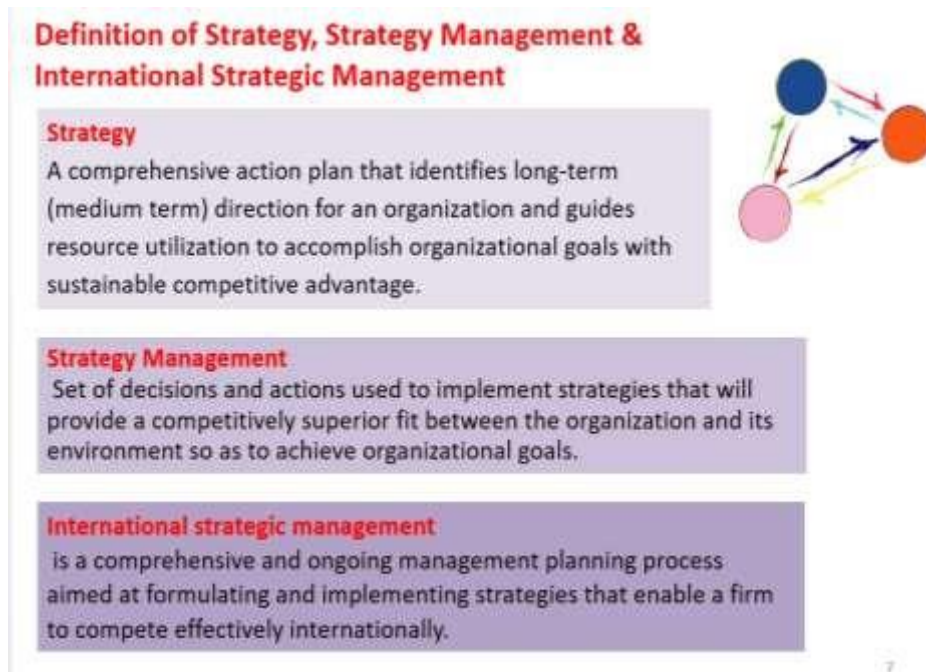 Definition of Strategy, Strategy Management &
International Strategic Management
Strategy
A comprehensive action plan that identifies long-term
(medium term) direction for an organization and guides
resource utilization to accomplish organizational goals with
sustainable competitive advantage.
Strategy Management
Set of decisions and actions used to implement strategies that will
provide a competitively superior fit between the organization and its
environment so as to achieve organizational goals.
International strategic management
is a comprehensive and ongoing management planning process
aimed at formulating and implementing strategies that enable a firm
to compete effectively internationally.
7